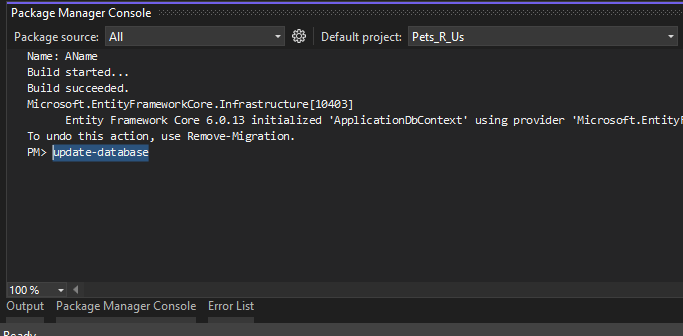 Package Manager Console
Package source: All Default project: Pets_R_Us
Name: AName
Build started...
Build succeeded.
Microsoft.EntityFrameworkCore.Infrastructure[10403]
Entity Framework Core 6.0.13 initialized 'ApplicationDbContext' using provider 'Microsoft.EntityF
To undo this action, use Remove-Migration.
PM> update-database
100 %
Output Package Manager Console Error List
Ready